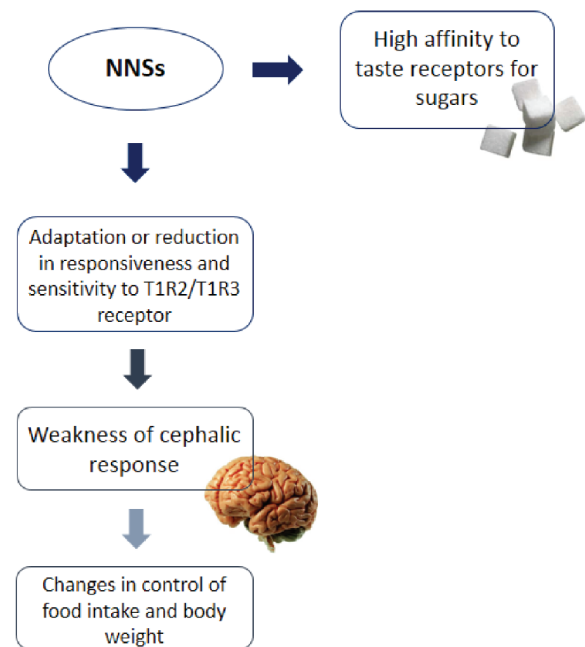 NNSs
High affinity to
taste receptors for
sugars
Adaptation or reduction
in responsiveness and
sensitivity to T1R2/T1R3
receptor
Weakness of cephalic
response
Changes in control of
food intake and body
weight